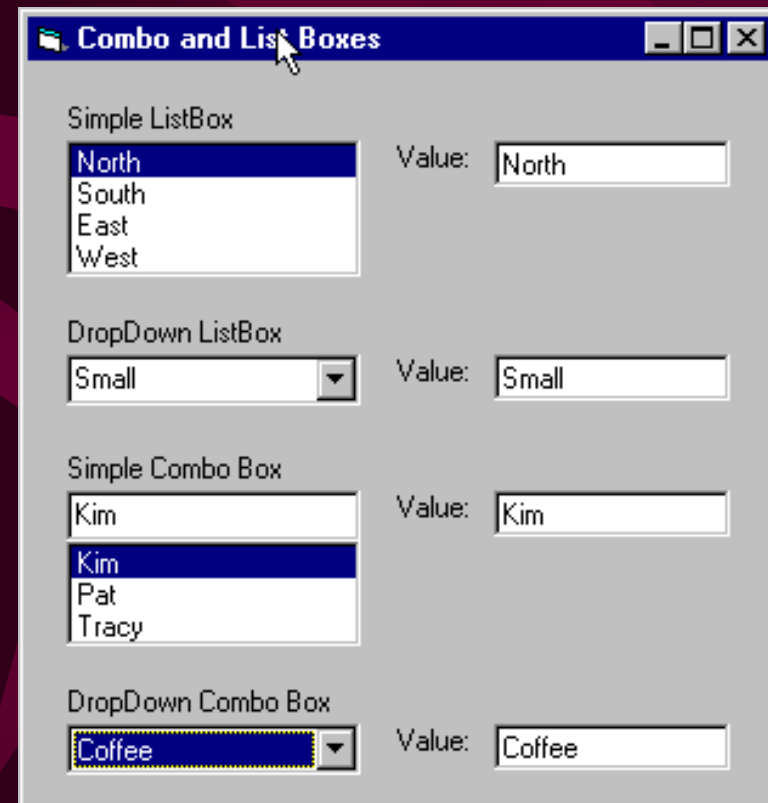 Combo and List Boxes
Simple ListBox
North
South
East
West
Value: North
DropDown ListBox
Small
Value: Small
Simple Combo Box
Kim
Kim
Pat
Tracy
Value: Kim
DropDown Combo Box
Coffee
Value: Coffee